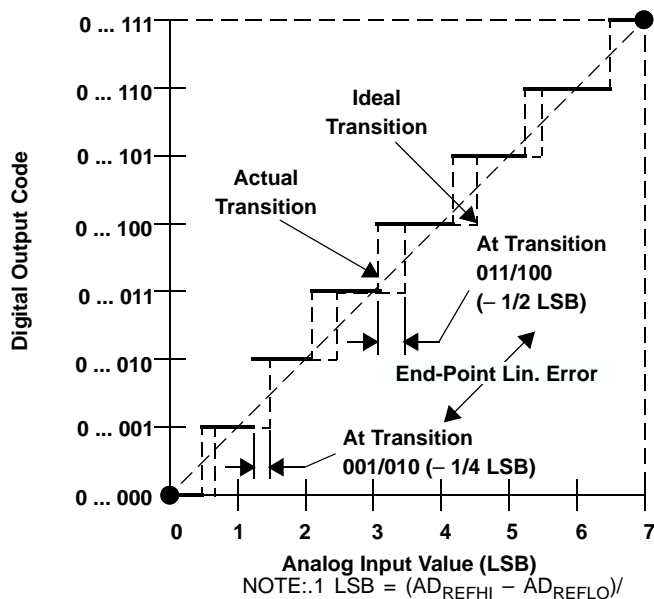 0 ... 111
0 ... 110
0 ... 101
0 ... 100
0 ... 011
0 ... 010
0 ... 001
0 ... 000
Digital Output Code
Ideal
Transition
Actual
Transition
At Transition
011/100
(– 1/2 LSB)
End-Point Lin. Error
At Transition
001/010 (– 1/4 LSB)
0 1 2 3 4 5 6 7
Analog Input Value (LSB)
NOTE:.1 LSB = (AD_REFHI – AD_REFLO)/